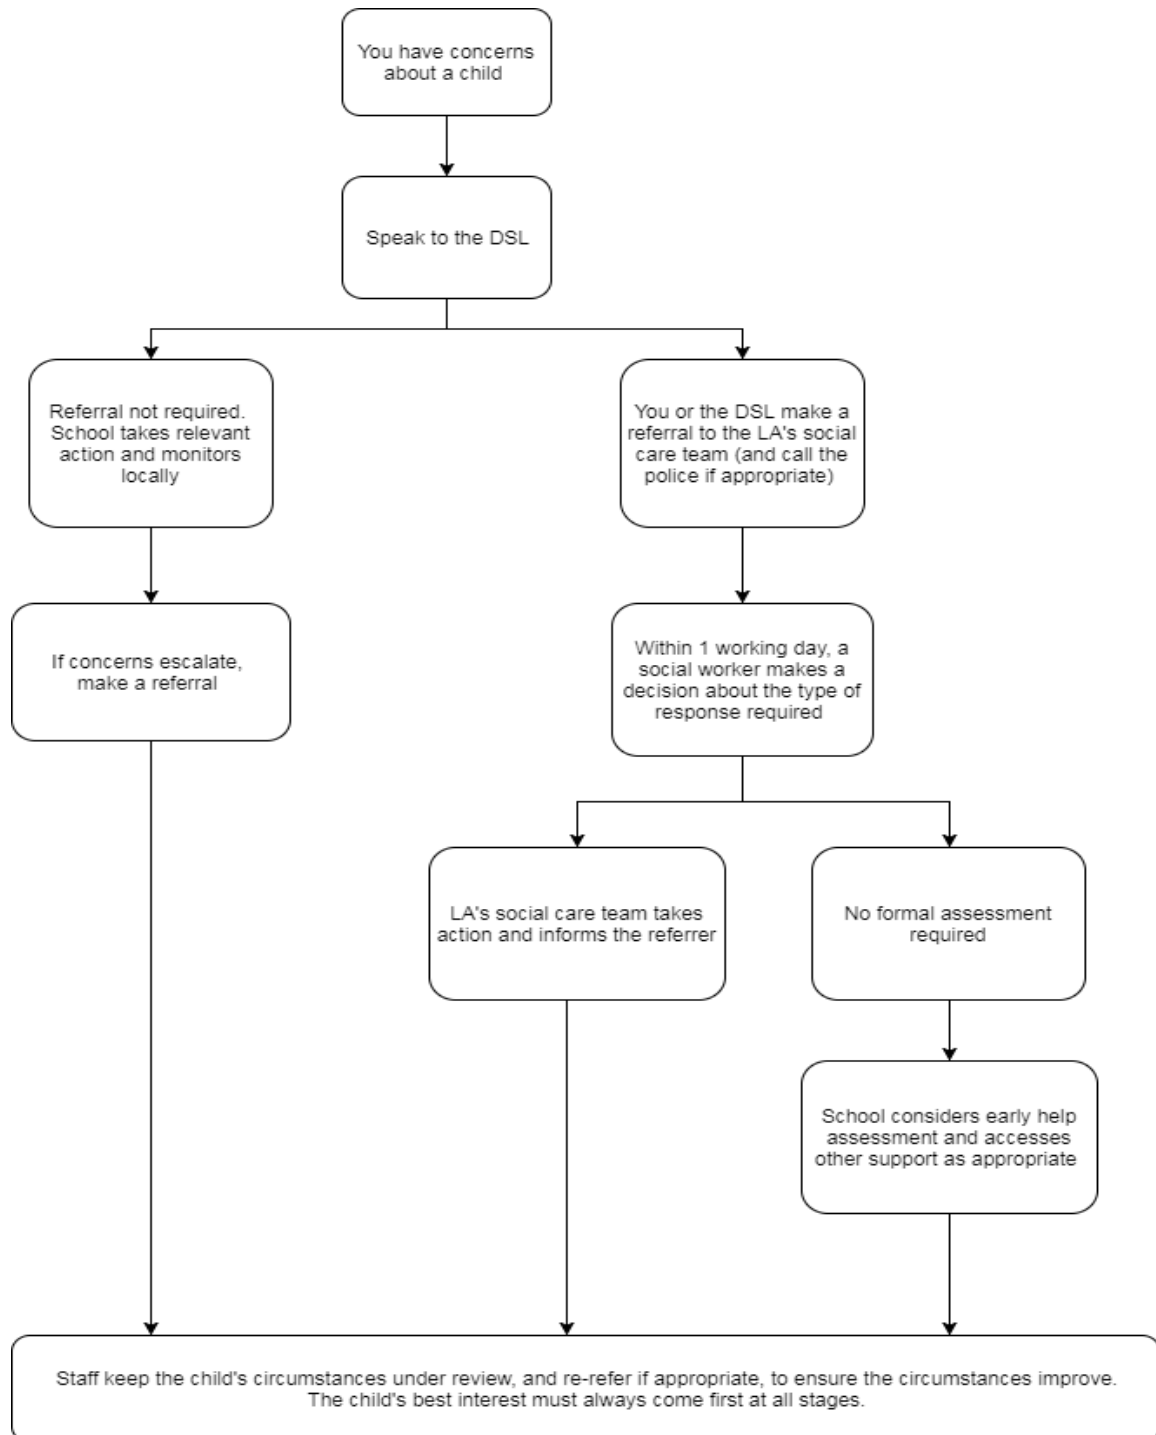 You have concerns
about a child
Speak to the DSL
Referral not required.
School takes relevant
action and monitors
locally
You or the DSL make a
referral to the LA's social
care team (and call the
police if appropriate)
If concerns escalate,
make a referral
Within 1 working day, a
social worker makes a
decision about the type of
response required
LA's social care team takes
action and informs the referrer
No formal assessment
required
School considers early help
assessment and accesses
other support as appropriate
Staff keep the child's circumstances under review, and re-refer if appropriate, to ensure the circumstances improve.
The child's best interest must always come first at all stages.